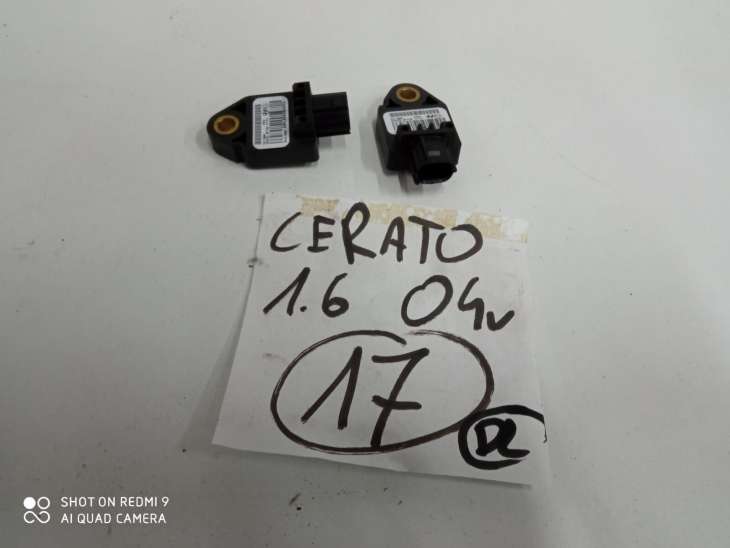 CERATO
1.6 04v
17
DL
SHOT ON REDMI 9
AI QUAD CAMERA